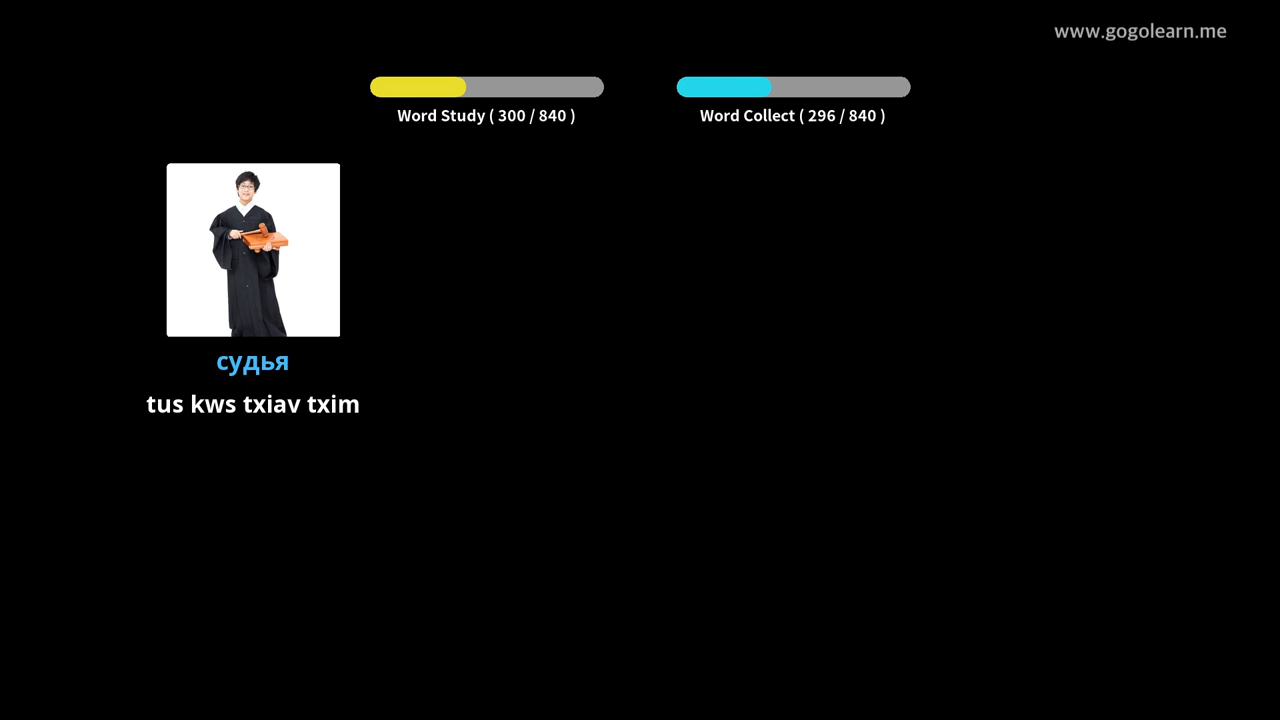 www.gogolearn.me
Word Study ( 300 / 840 )
Word Collect ( 296 / 840 )
судья
tus kws txiav txim